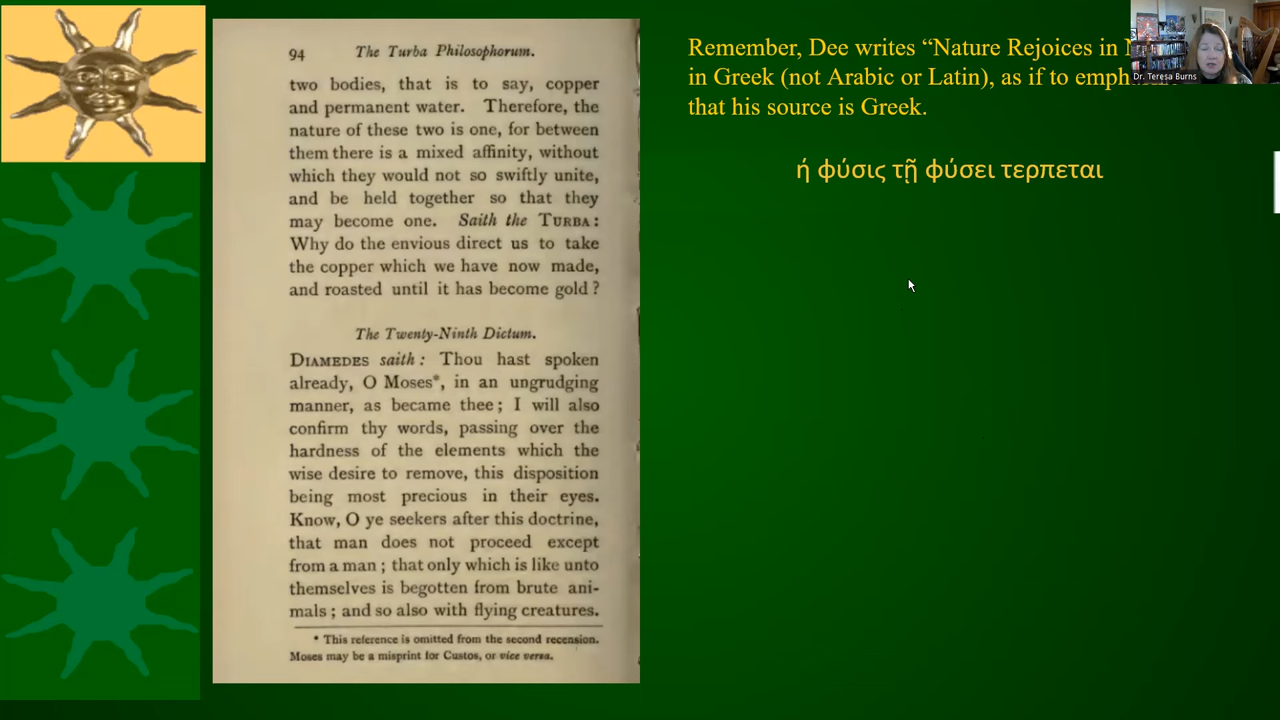 94 The Turba Philosophorum.
two bodies, that is to say, copper
and permanent water. Therefore, the
nature of these two is one, for between
them there is a mixed affinity, without
which they would not so swiftly unite,
and be held together so that they
may become one. Saith the TURBA:
Why do the envious direct us to take
the copper which we have now made,
and roasted until it has become gold?
The Twenty-Ninth Dictum.
DIAMEDES saith: Thou hast spoken
already, O Moses*, in an ungrudging
manner, as became thee; I will also
confirm thy words, passing over the
hardness of the elements which the
wise desire to remove, this disposition
being most precious in their eyes.
Know, O ye seekers after this doctrine,
that man does not proceed except
from a man; that only which is like unto
themselves is begotten from brute ani-
mals; and so also with flying creatures.
* This reference is omitted from the second recension.
Moses may be a misprint for Custos, or vice versa.
Remember, Dee writes “Nature Rejoices in
in Greek (not Arabic or Latin), as if to
that his source is Greek.
ή φύσις τῇ φύσει τερπεται
Dr. Teresa Burns